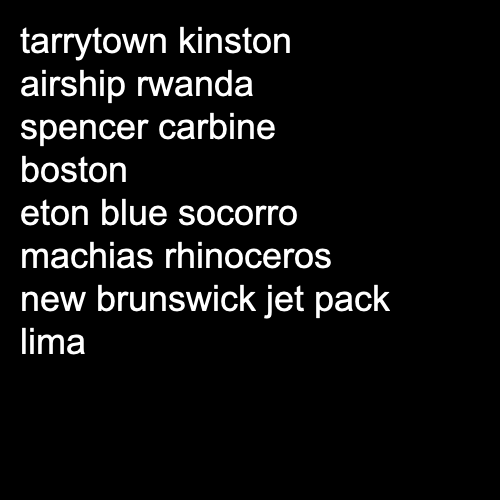 tarrytown kinston
airship rwanda
spencer carbine
boston
eton blue socorro
machias rhinoceros
new brunswick jet pack
lima